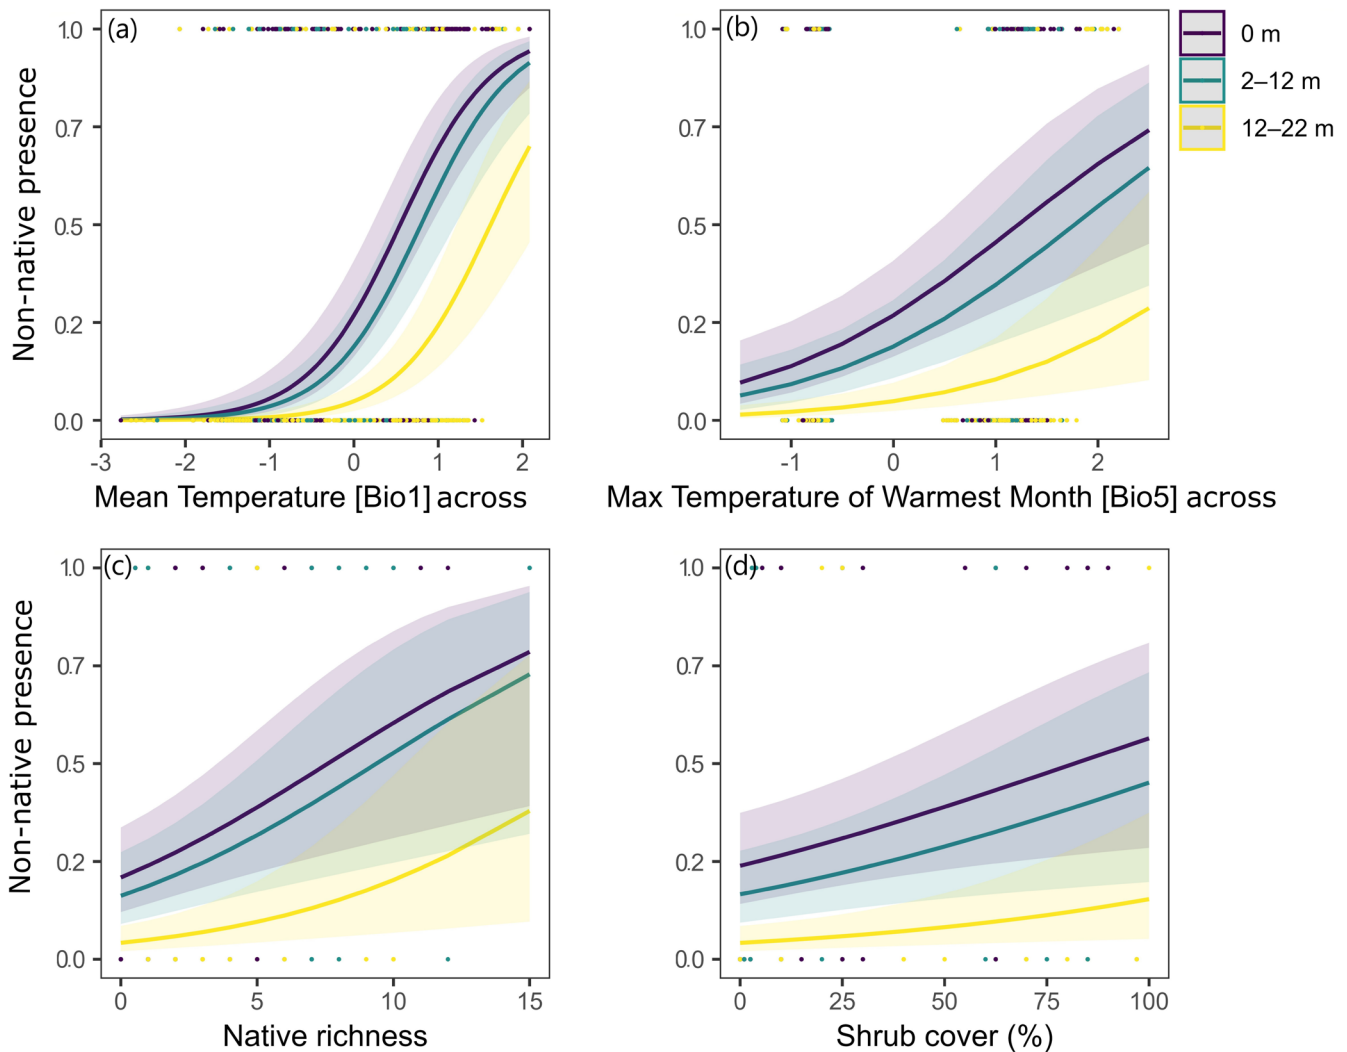 (a)
Non-native presence
10
0.7
0.5
0.2
0.0
-3 -2 -1 0 1 2
Mean Temperature [Bio1] across
(b)
10
0.7
0.5
0.2
0.0
-1 0 1 2
Max Temperature of Warmest Month [Bio5] across
0 m
2–12 m
12–22 m
(c)
Non-native presence
1.0
0.7
0.5
0.2
0.0
0 5 10 15
Native richness
(d)
1.0
0.7
0.5
0.2
0.0
0 25 50 75 100
Shrub cover (%)